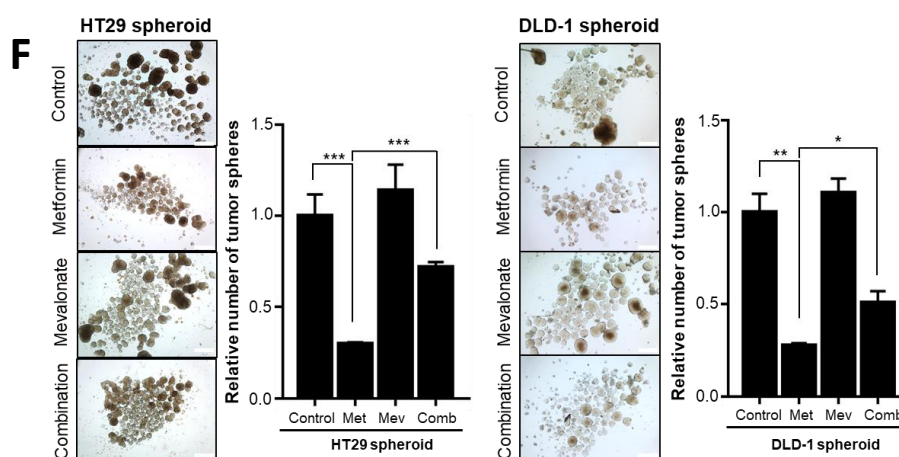 F
HT29 spheroid
Control
Metformin
Mevalonate
Combination
Relative number of tumor spheres
1.5
1.0
0.5
0.0
***
***
Control Met Mev Comb
HT29 spheroid
DLD-1 spheroid
Control
Metfromin
Mevalonate
Combination
Relative number of tumor spheres
1.5
1.0
0.5
0.0
**
*
Control Met Mev Comb
DLD-1 spheroid